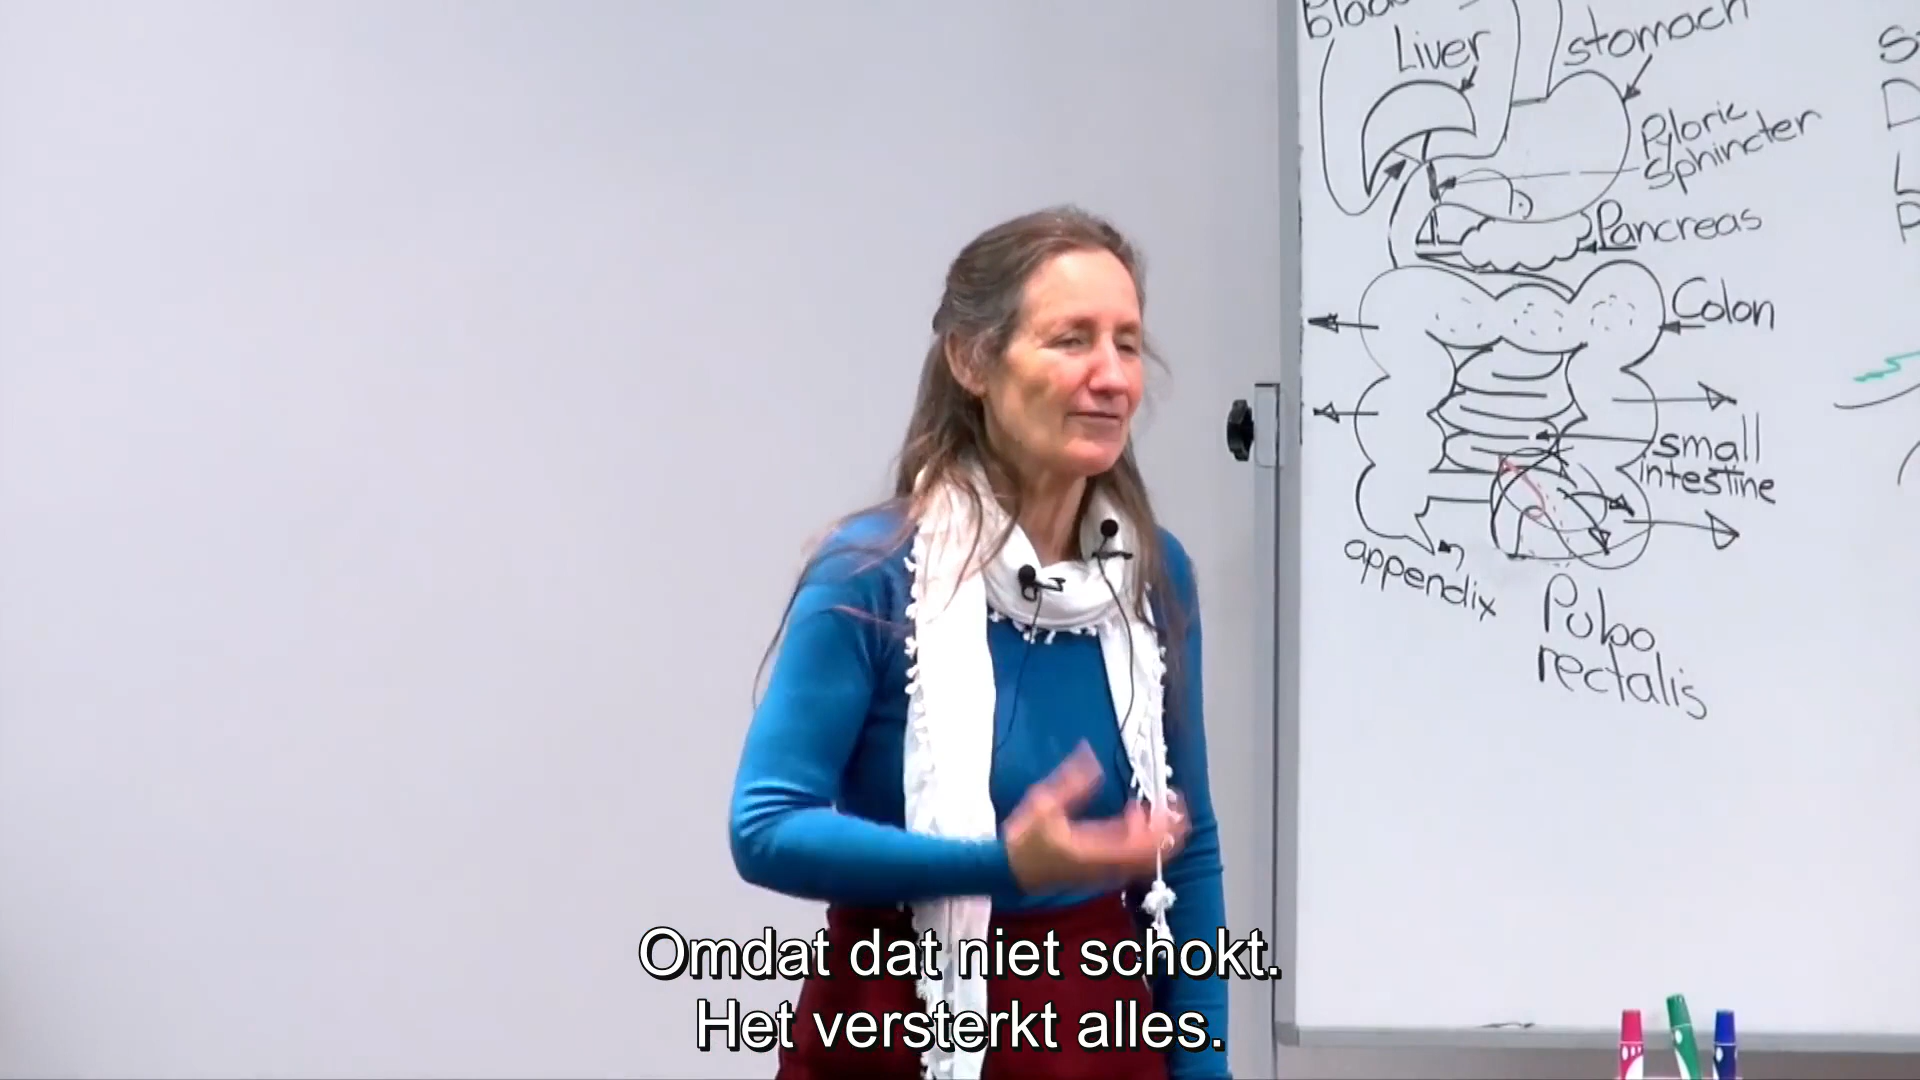 Liver
stomach
Pyloric
sphincter
Pancreas
Colon
small
intestine
appendix
Pubo
rectalis
Omdat dat niet schokt.
Het versterkt alles.